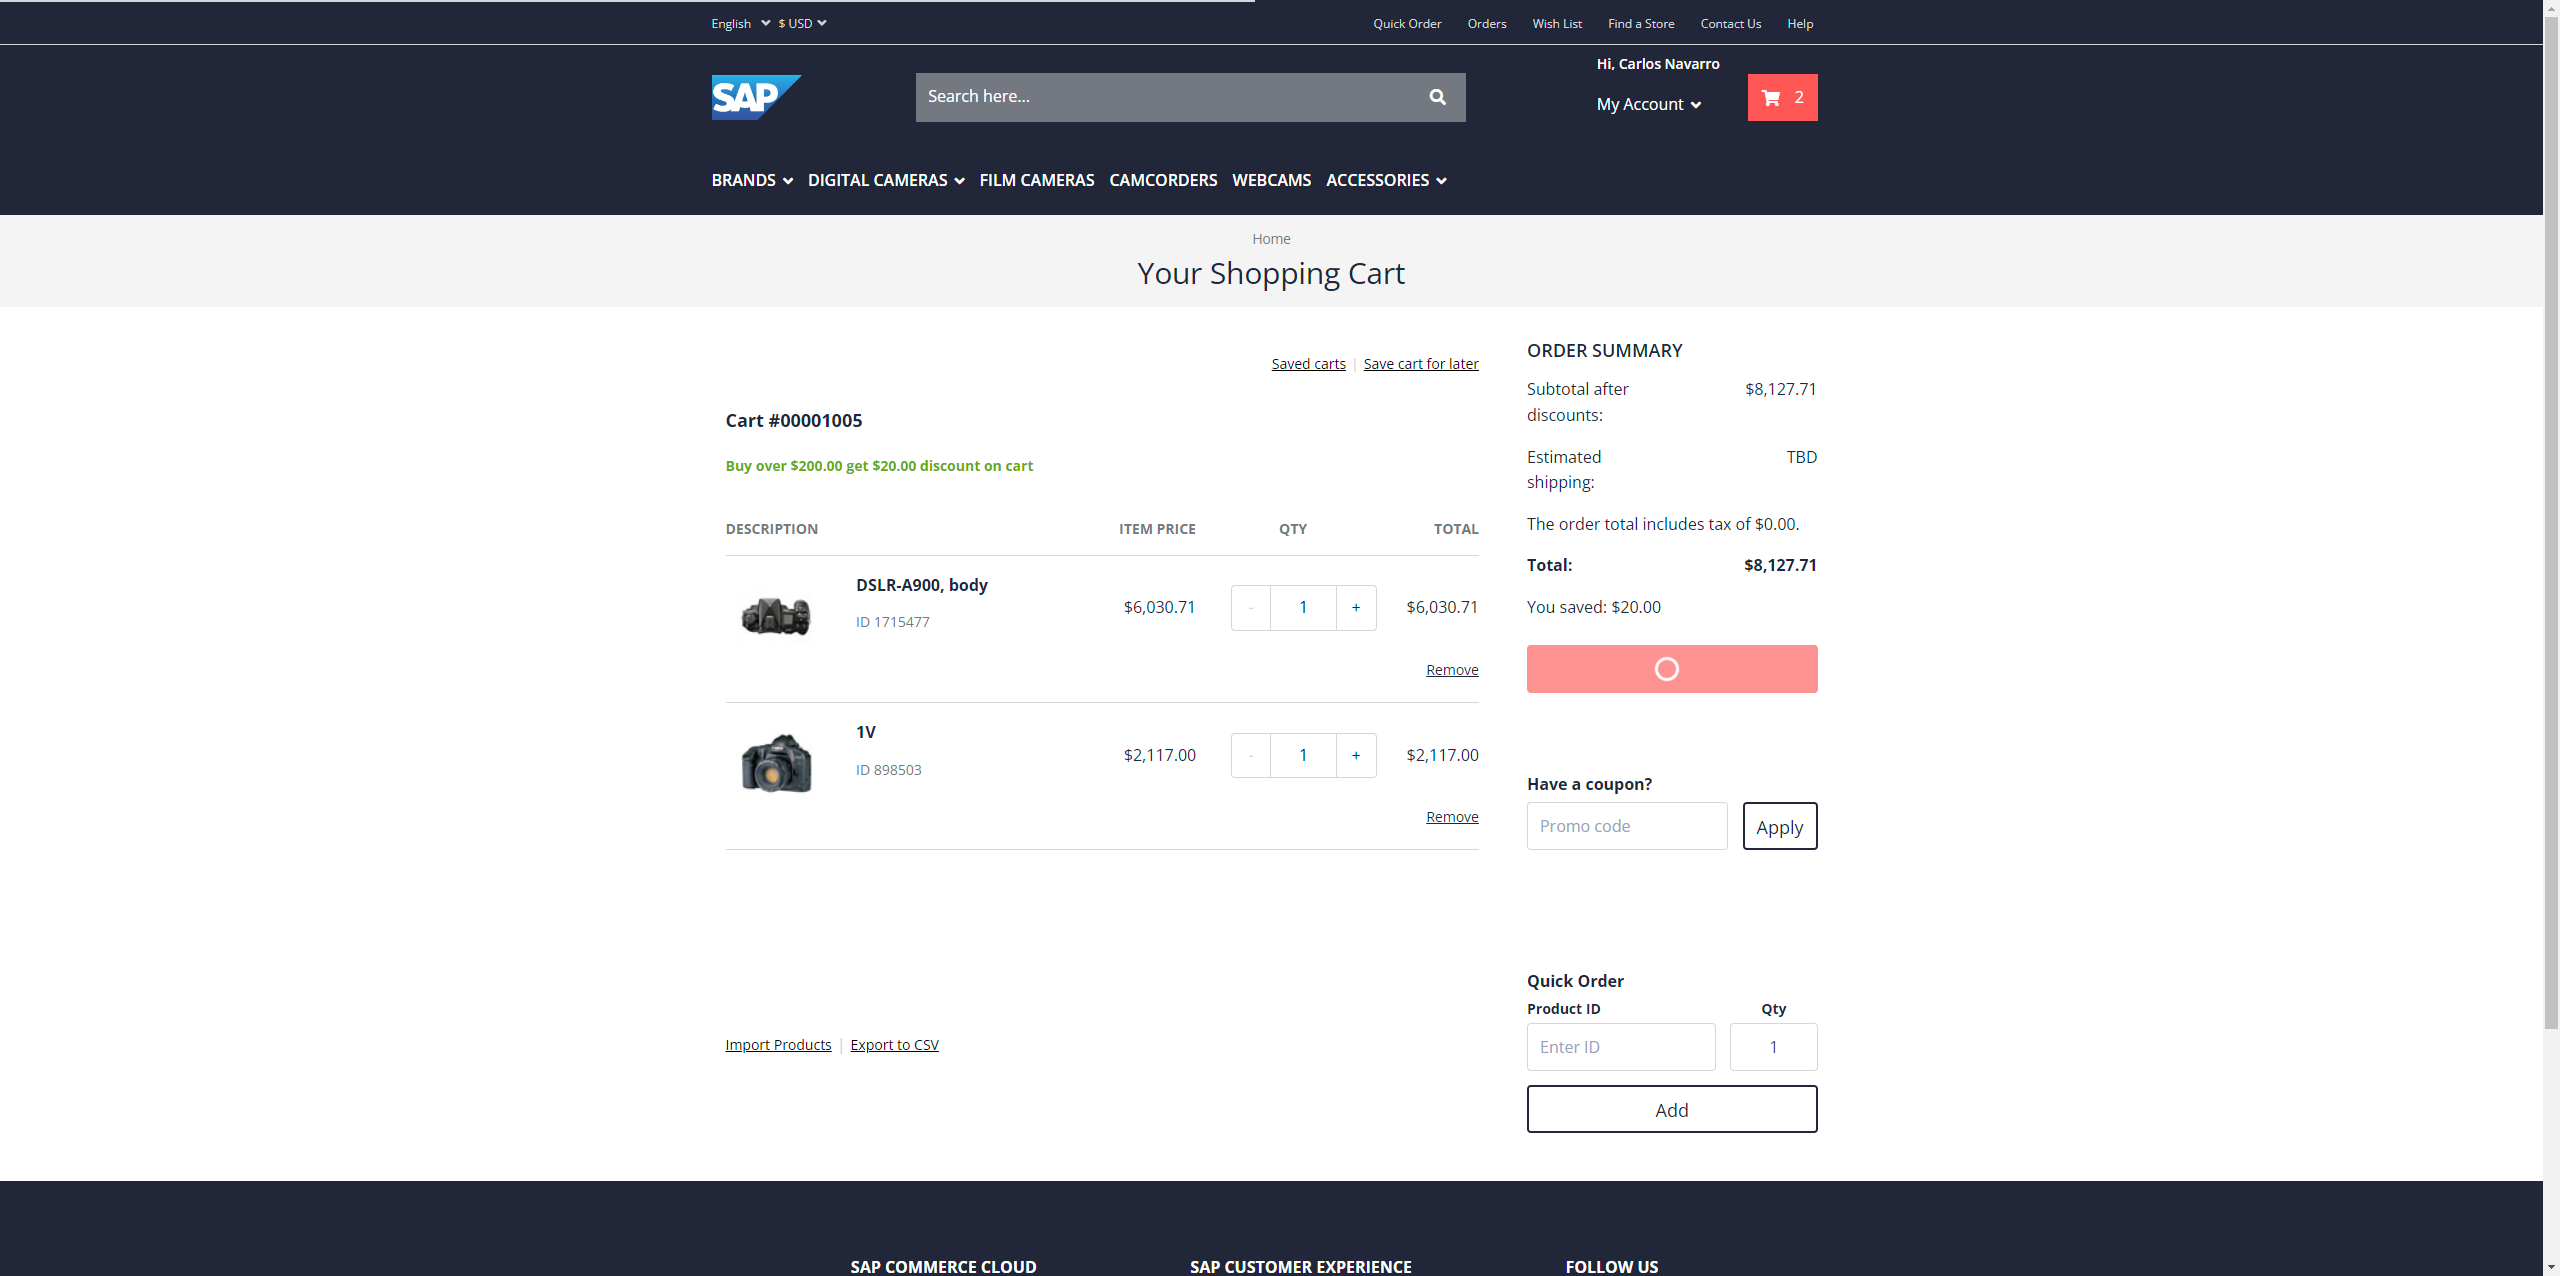 English $ USD
Quick Order Orders Wish List Find a Store Contact Us Help
SAP
Search here...
Hi, Carlos Navarro
My Account
2
BRANDS DIGITAL CAMERAS FILM CAMERAS CAMCORDERS WEBCAMS ACCESSORIES
Home
Your Shopping Cart
Saved carts | Save cart for later
Cart #00001005
Buy over $200.00 get $20.00 discount on cart
DESCRIPTION ITEM PRICE QTY TOTAL
DSLR-A900, body
ID 1715477
$6,030.71 - 1 + $6,030.71
Remove
1V
ID 898503
$2,117.00 - 1 + $2,117.00
Remove
Import Products | Export to CSV
ORDER SUMMARY
Subtotal after discounts: $8,127.71
Estimated shipping: TBD
The order total includes tax of $0.00.
Total: $8,127.71
You saved: $20.00
Have a coupon?
Promo code Apply
Quick Order
Product ID Qty
Enter ID 1
Add
SAP COMMERCE CLOUD SAP CUSTOMER EXPERIENCE FOLLOW US